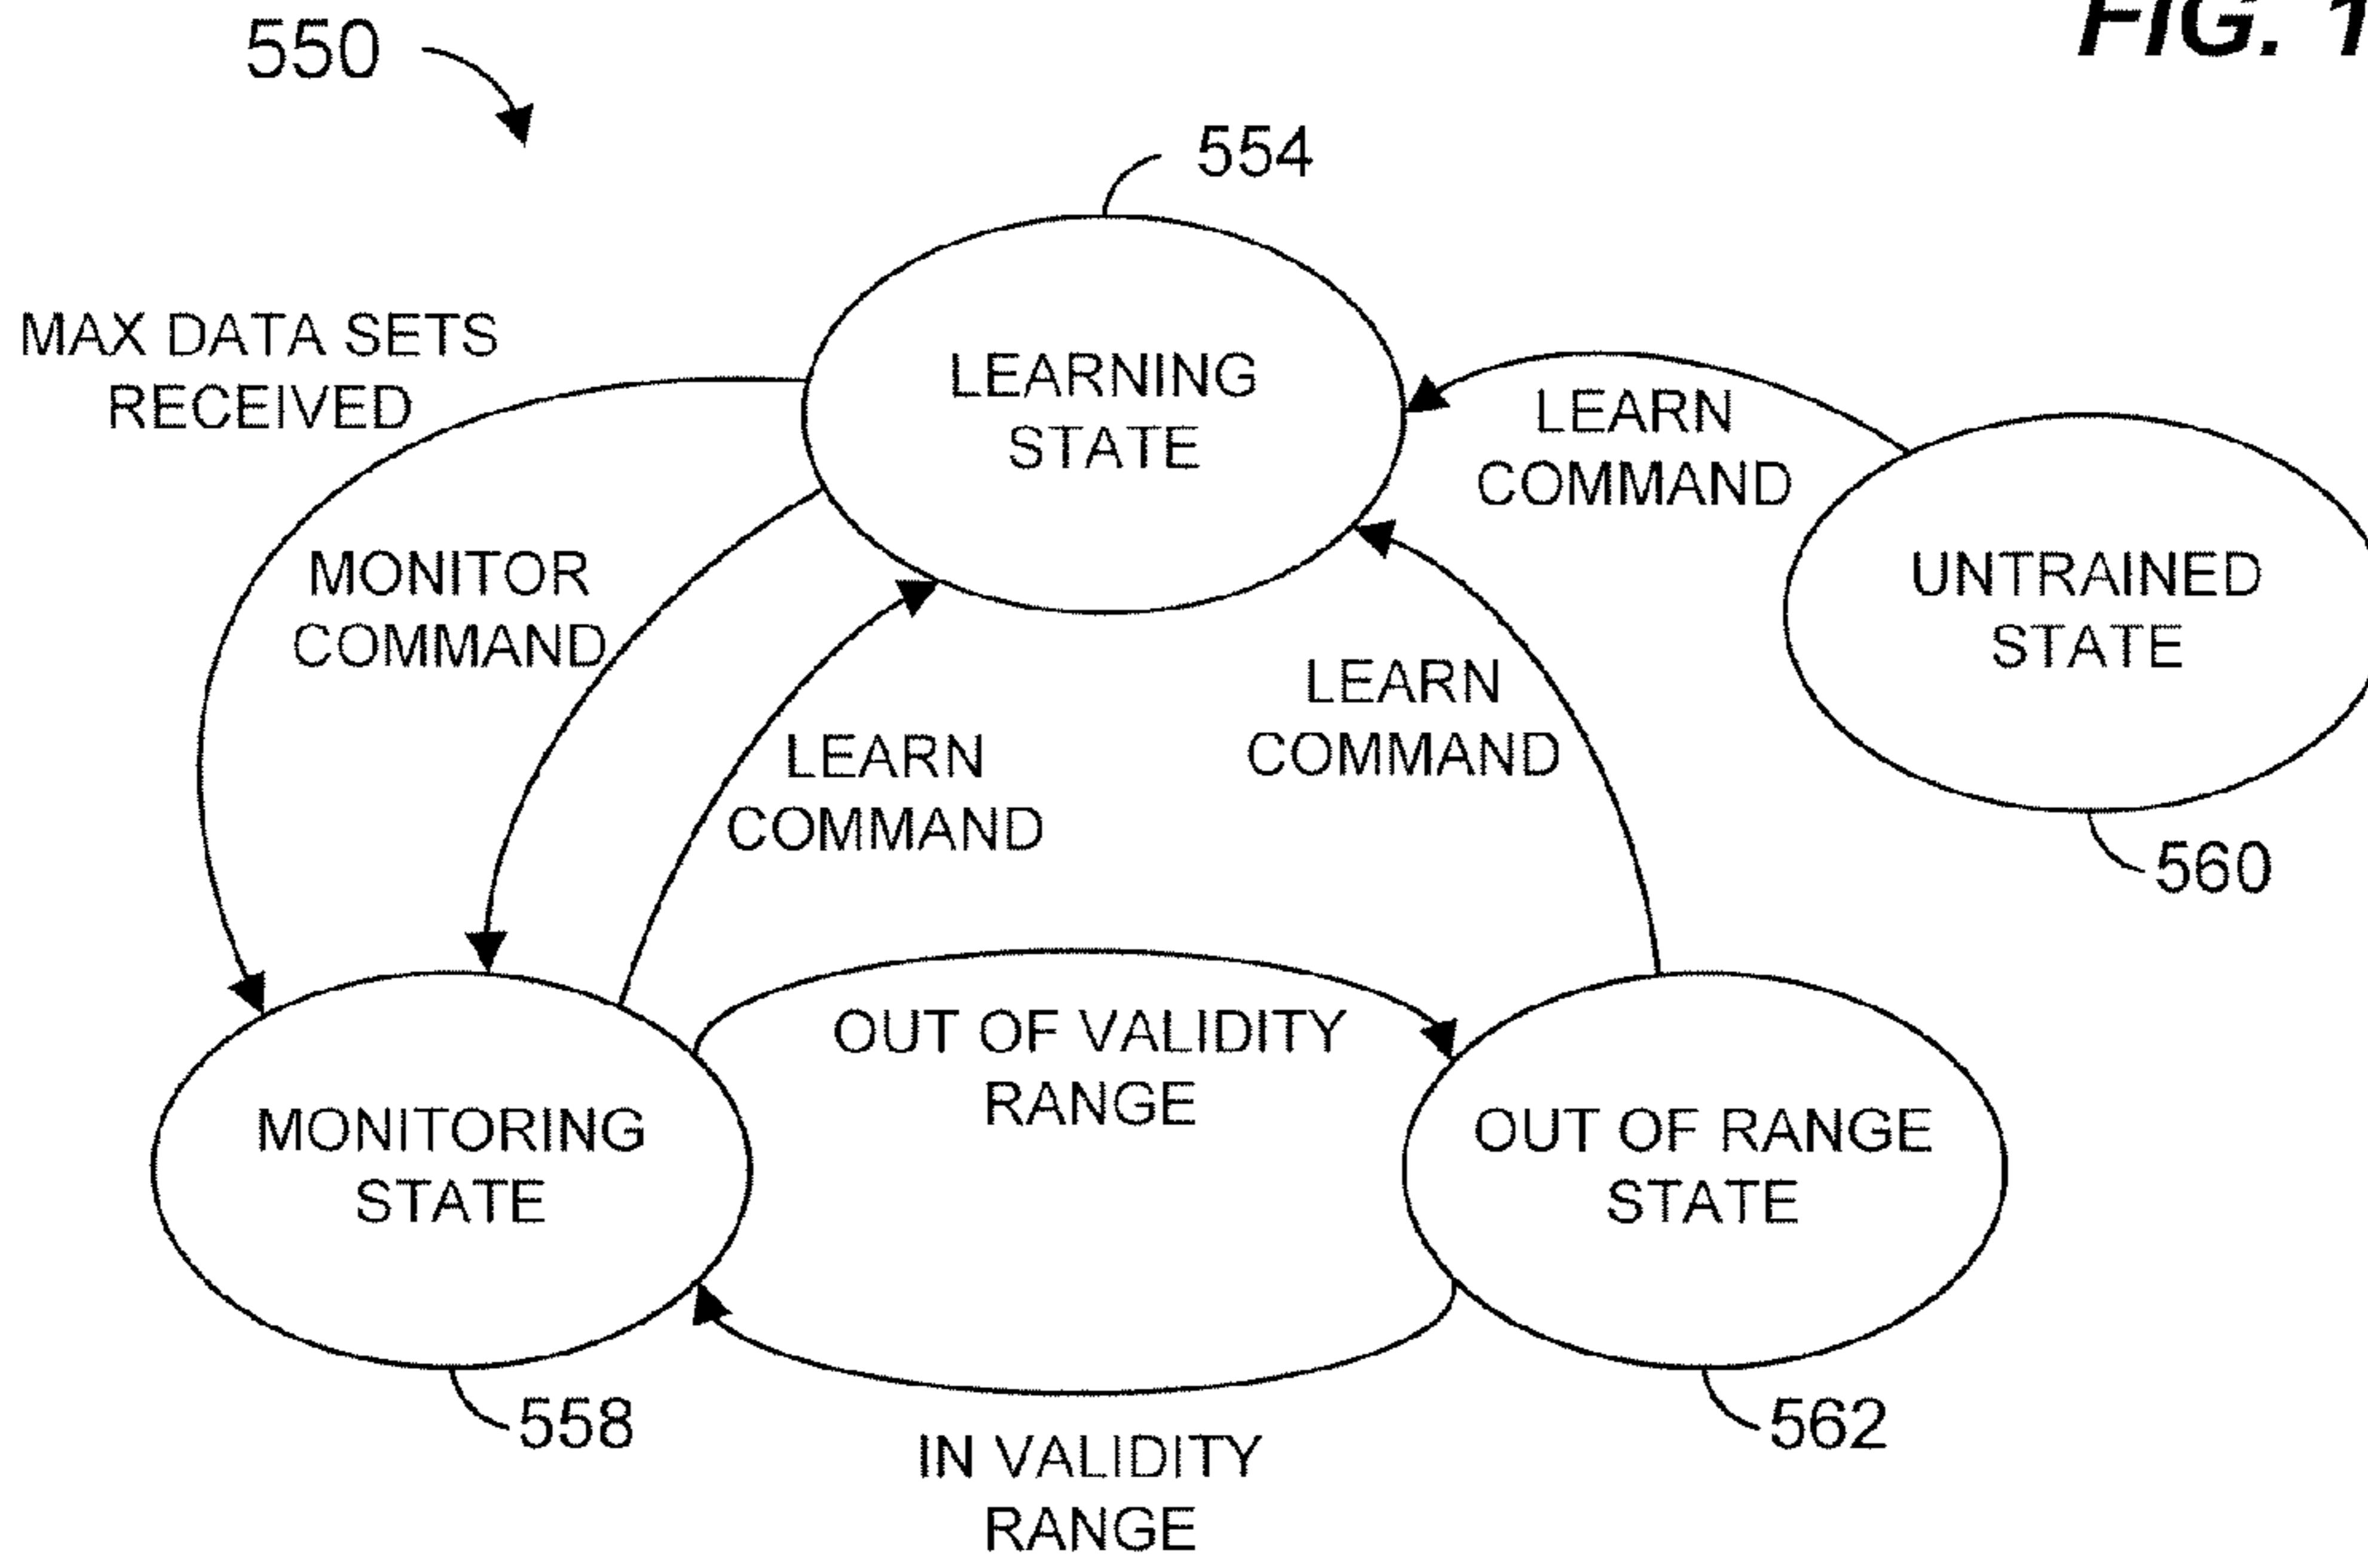 550
FIG. 1
554
MAX DATA SETS
RECEIVED
LEARNING
STATE
LEARN
COMMAND
MONITOR
COMMAND
UNTRAINED
STATE
LEARN
COMMAND
LEARN
COMMAND
560
OUT OF VALIDITY
RANGE
MONITORING
STATE
OUT OF RANGE
STATE
558
562
IN VALIDITY
RANGE